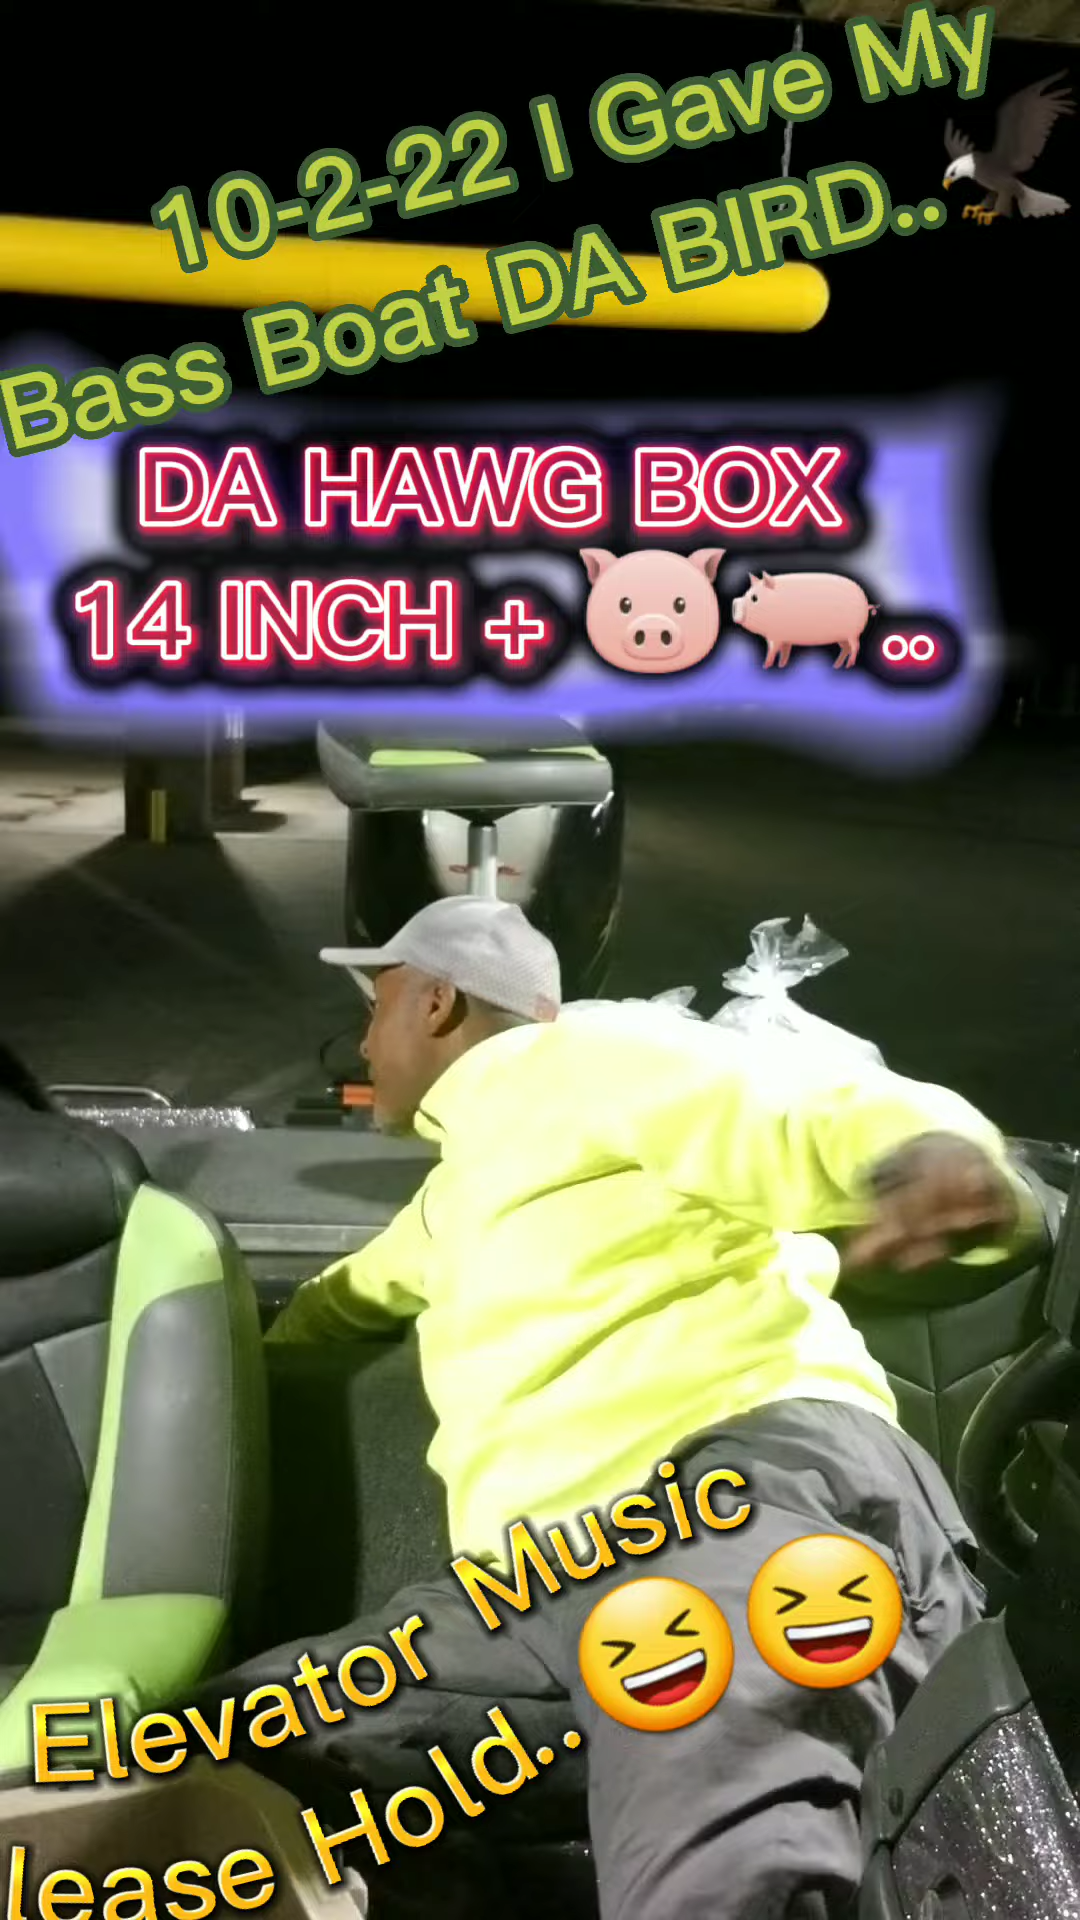 10-2-22 I Gave My
Bass Boat DA BIRD..
DA HAWG BOX
14 INCH + ..
Elevator Music
lease Hold..